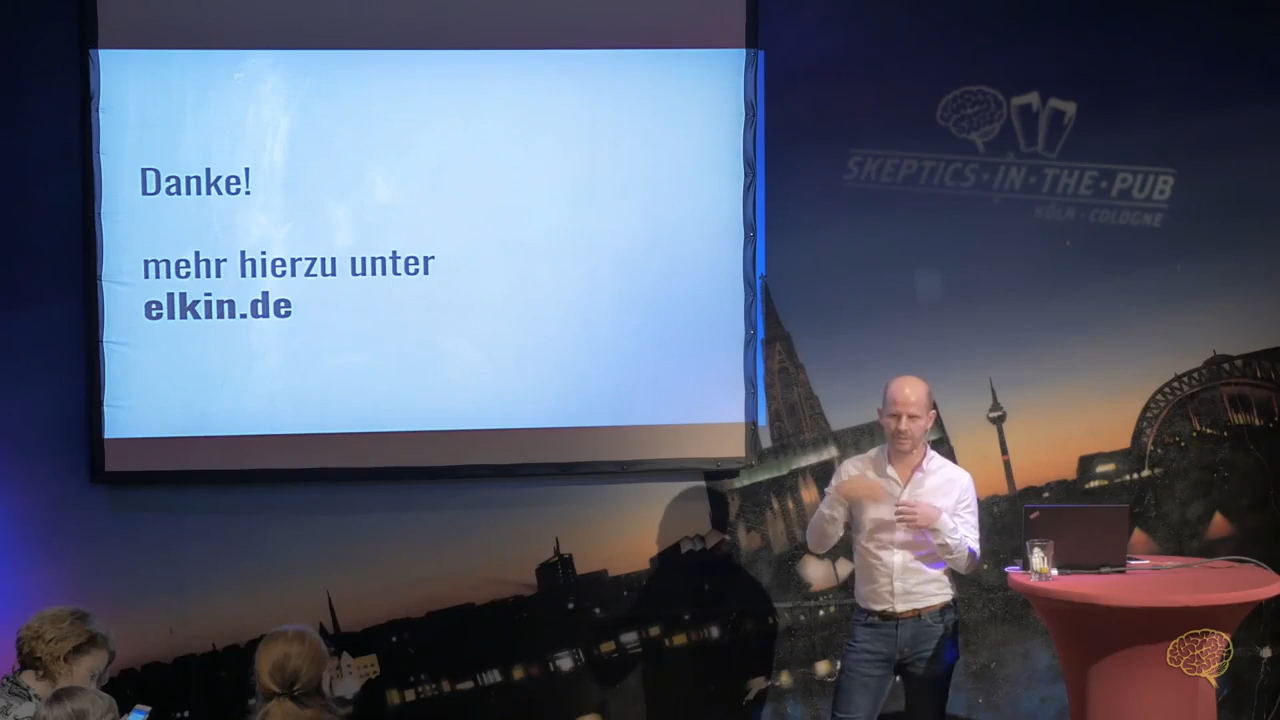 Danke!
mehr hierzu unter
elkin.de
SKEPTICS·IN·THE·PUB
KÖLN · COLOGNE